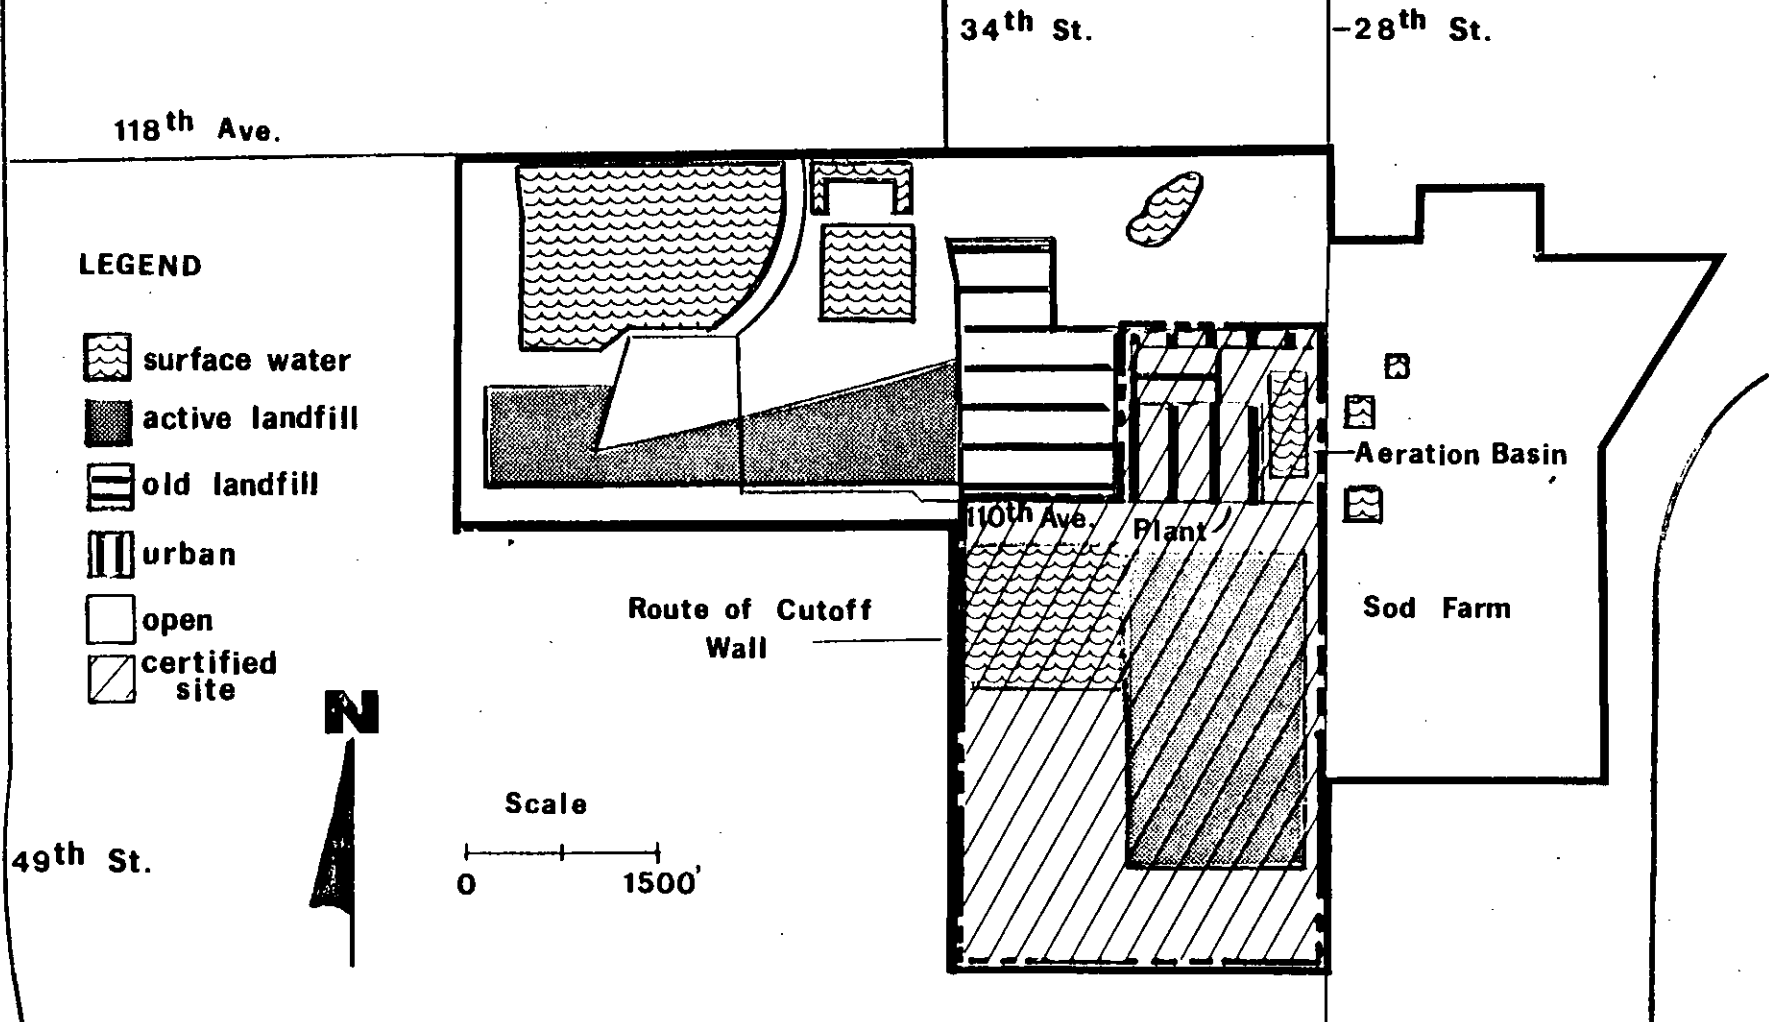 34th St.
-28th St.
118th Ave.
LEGEND
surface water
active landfill
old landfill
urban
open
certified
site
N
Scale
0 1500'
49th St.
110th Ave.
Plant
Aeration Basin
Route of Cutoff
Wall
Sod Farm